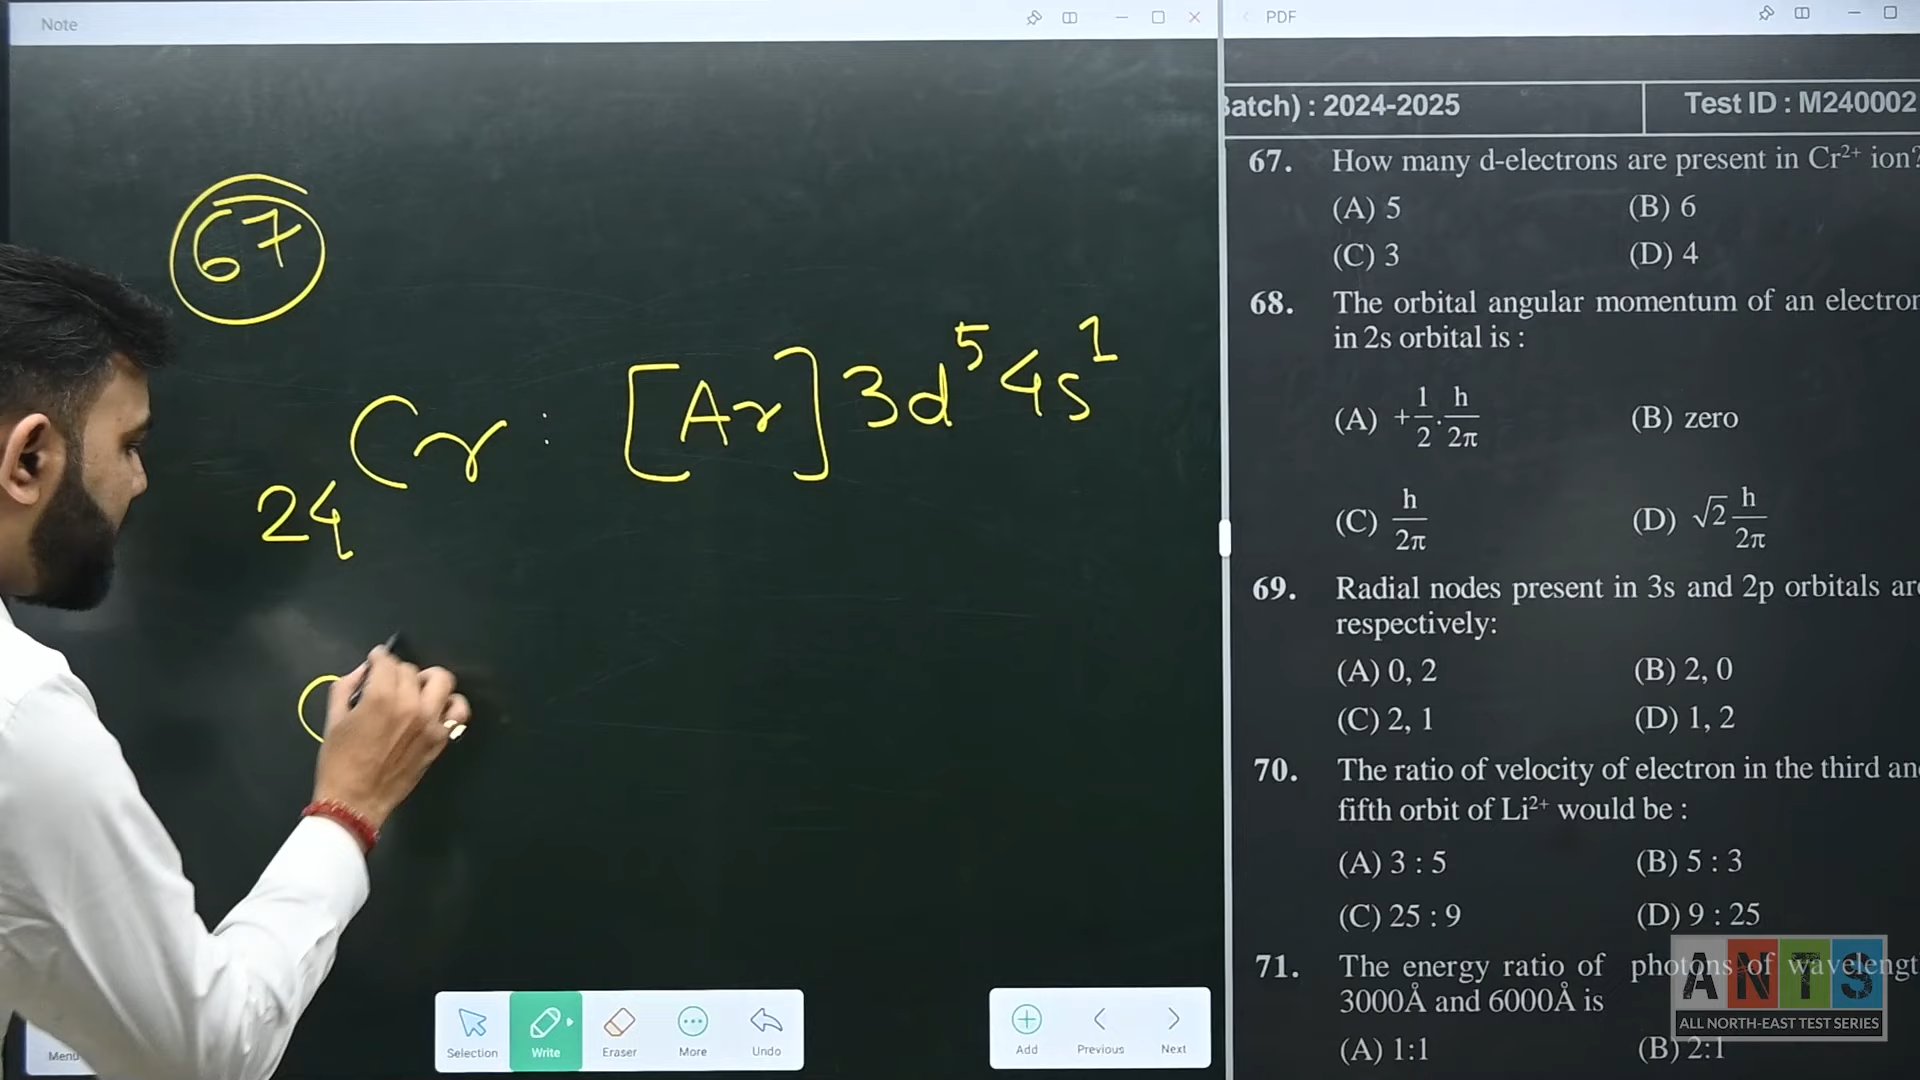 Note
PDF
67
24Cr : [Ar] 3d⁵ 4s¹
Batch) : 2024-2025
Test ID : M240002
67. How many d-electrons are present in Cr²⁺ ion?
(A) 5
(B) 6
(C) 3
(D) 4
68. The orbital angular momentum of an electron
in 2s orbital is :
(A) +1/2 . h/2π
(B) zero
(C) h/2π
(D) √2 h/2π
69. Radial nodes present in 3s and 2p orbitals are
respectively:
(A) 0, 2
(B) 2, 0
(C) 2, 1
(D) 1, 2
70. The ratio of velocity of electron in the third and
fifth orbit of Li²⁺ would be :
(A) 3 : 5
(B) 5 : 3
(C) 25 : 9
(D) 9 : 25
71. The energy ratio of photons of wavelengt
3000Å and 6000Å is
(A) 1:1
(B) 2:1
Menu
Selection
Write
Eraser
More
Undo
Add
Previous
Next
ANTS
ALL NORTH-EAST TEST SERIES